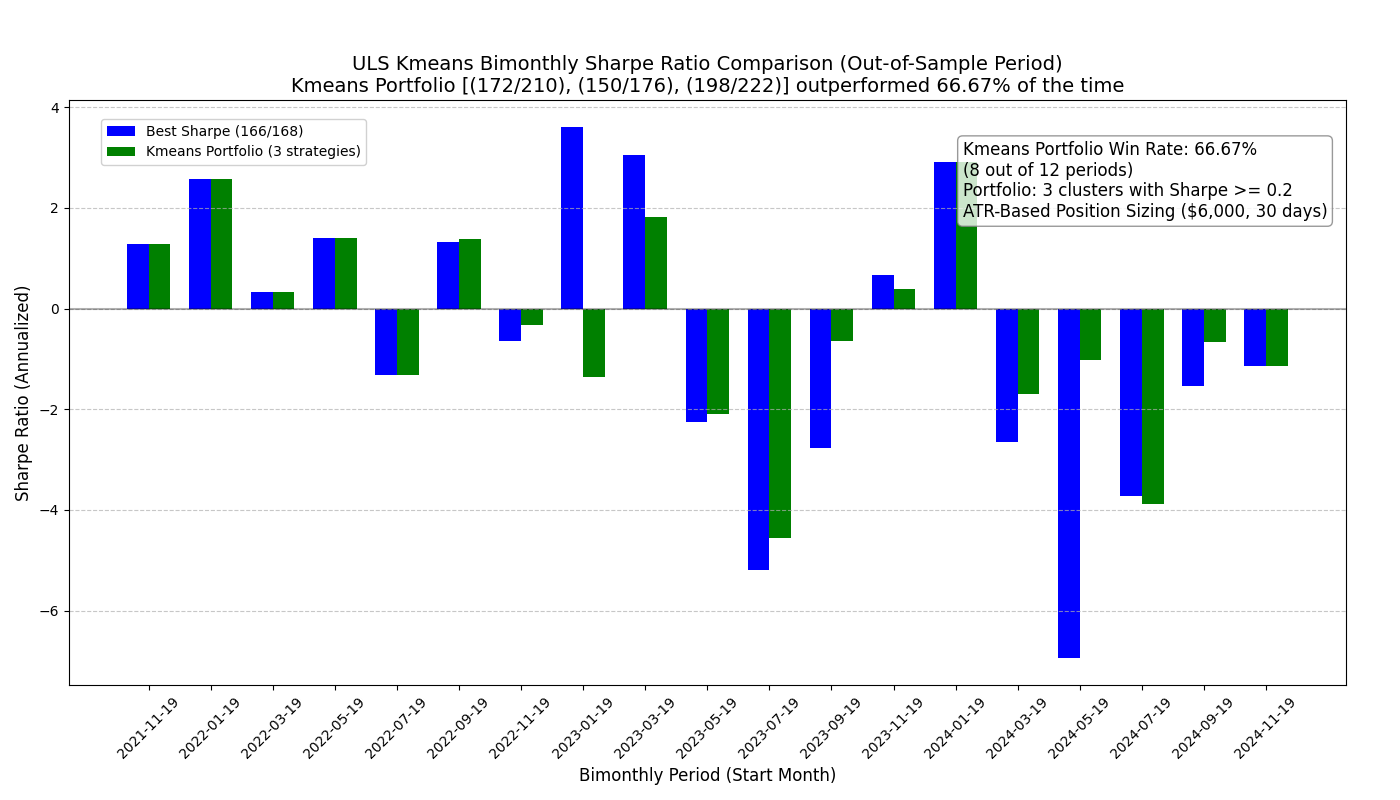 ULS Kmeans Bimonthly Sharpe Ratio Comparison (Out-of-Sample Period)
Kmeans Portfolio [(172/210), (150/176), (198/222)] outperformed 66.67% of the time
Best Sharpe (166/168)
Kmeans Portfolio (3 strategies)
Kmeans Portfolio Win Rate: 66.67%
(8 out of 12 periods)
Portfolio: 3 clusters with Sharpe >= 0.2
ATR-Based Position Sizing ($6,000, 30 days)
Sharpe Ratio (Annualized)
4
2
0
−2
−4
−6
2021-11-19
2022-01-19
2022-03-19
2022-05-19
2022-07-19
2022-09-19
2022-11-19
2023-01-19
2023-03-19
2023-05-19
2023-07-19
2023-09-19
2023-11-19
2024-01-19
2024-03-19
2024-05-19
2024-07-19
2024-09-19
2024-11-19
Bimonthly Period (Start Month)